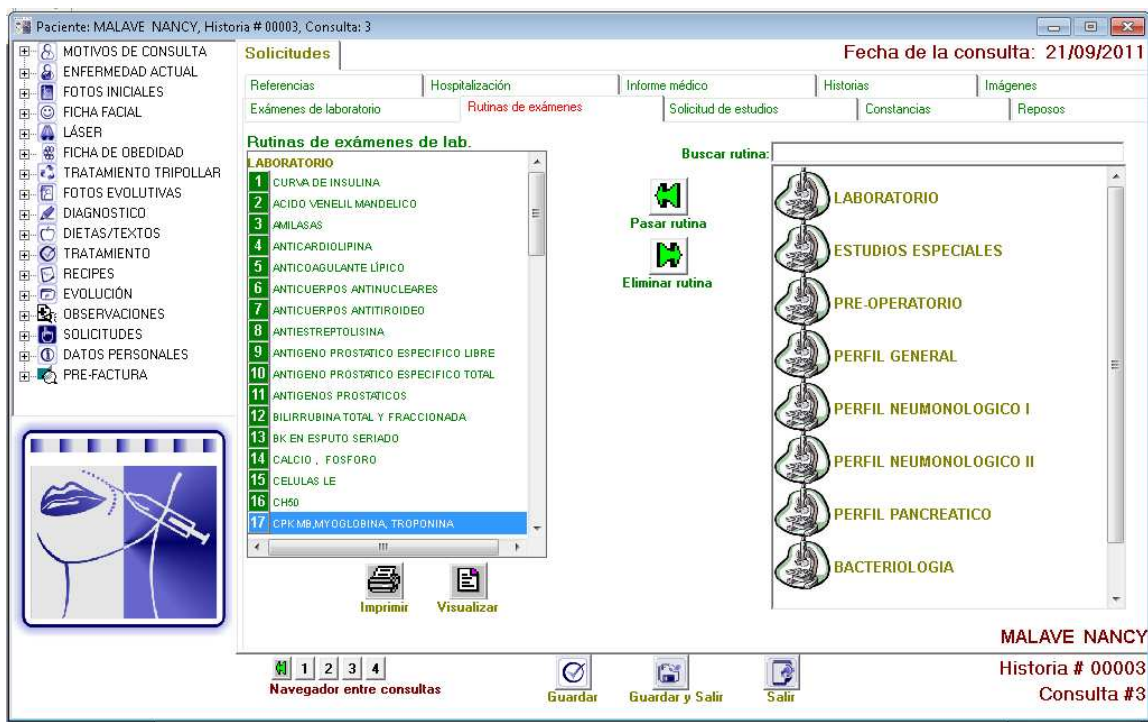 Paciente: MALAVE  NANCY, Historia # 00003, Consulta: 3
MOTIVOS DE CONSULTA
ENFERMEDAD ACTUAL
FOTOS INICIALES
FICHA FACIAL
LÁSER
FICHA DE OBEDIDAD
TRATAMIENTO TRIPOLLAR
FOTOS EVOLUTIVAS
DIAGNOSTICO
DIETAS/TEXTOS
TRATAMIENTO
RECIPES
EVOLUCIÓN
OBSERVACIONES
SOLICITUDES
DATOS PERSONALES
PRE-FACTURA
Solicitudes
Fecha de la consulta: 21/09/2011
Referencias Hospitalización Informe médico Historias Imágenes
Exámenes de laboratorio Rutinas de exámenes Solicitud de estudios Constancias Reposos
Rutinas de exámenes de lab.
LABORATORIO
1 CURVA DE INSULINA
2 ACIDO VENELIL MANDELICO
3 AMILASAS
4 ANTICARDIOLIPINA
5 ANTICOAGULANTE LÍPICO
6 ANTICUERPOS ANTINUCLEARES
7 ANTICUERPOS ANTITIROIDEO
8 ANTIESTREPTOLISINA
9 ANTIGENO PROSTATICO ESPECIFICO LIBRE
10 ANTIGENO PROSTATICO ESPECIFICO TOTAL
11 ANTIGENOS PROSTATICOS
12 BILIRRUBINA TOTAL Y FRACCIONADA
13 BK EN ESPUTO SERIADO
14 CALCIO , FOSFORO
15 CELULAS LE
16 CH50
17 CPK MB,MYOGLOBINA, TROPONINA
Imprimir Visualizar
Pasar rutina
Eliminar rutina
Buscar rutina:
LABORATORIO
ESTUDIOS ESPECIALES
PRE-OPERATORIO
PERFIL GENERAL
PERFIL NEUMONOLOGICO I
PERFIL NEUMONOLOGICO II
PERFIL PANCREATICO
BACTERIOLOGIA
1 2 3 4
Navegador entre consultas
Guardar Guardar y Salir Salir
MALAVE  NANCY
Historia # 00003
Consulta #3